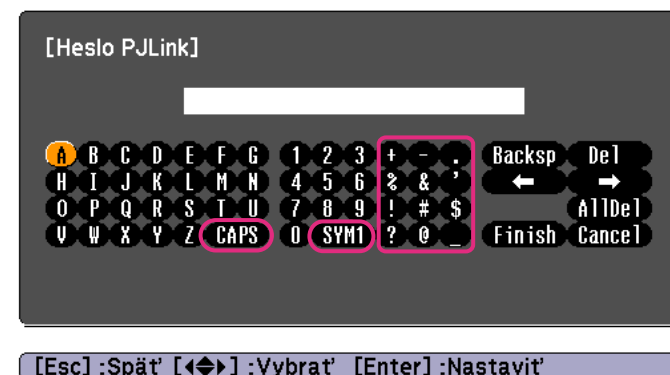 [Heslo PJLink]
A B C D E F G 1 2 3 + - . Backsp Del
H I J K L M N 4 5 6 % & ’ ← →
O P Q R S T U 7 8 9 ! # $ AllDel
V W X Y Z CAPS 0 SYM1 ? @ _ Finish Cancel
[Esc] :Späť [◀◆▶] :Vybrať [Enter] :Nastaviť